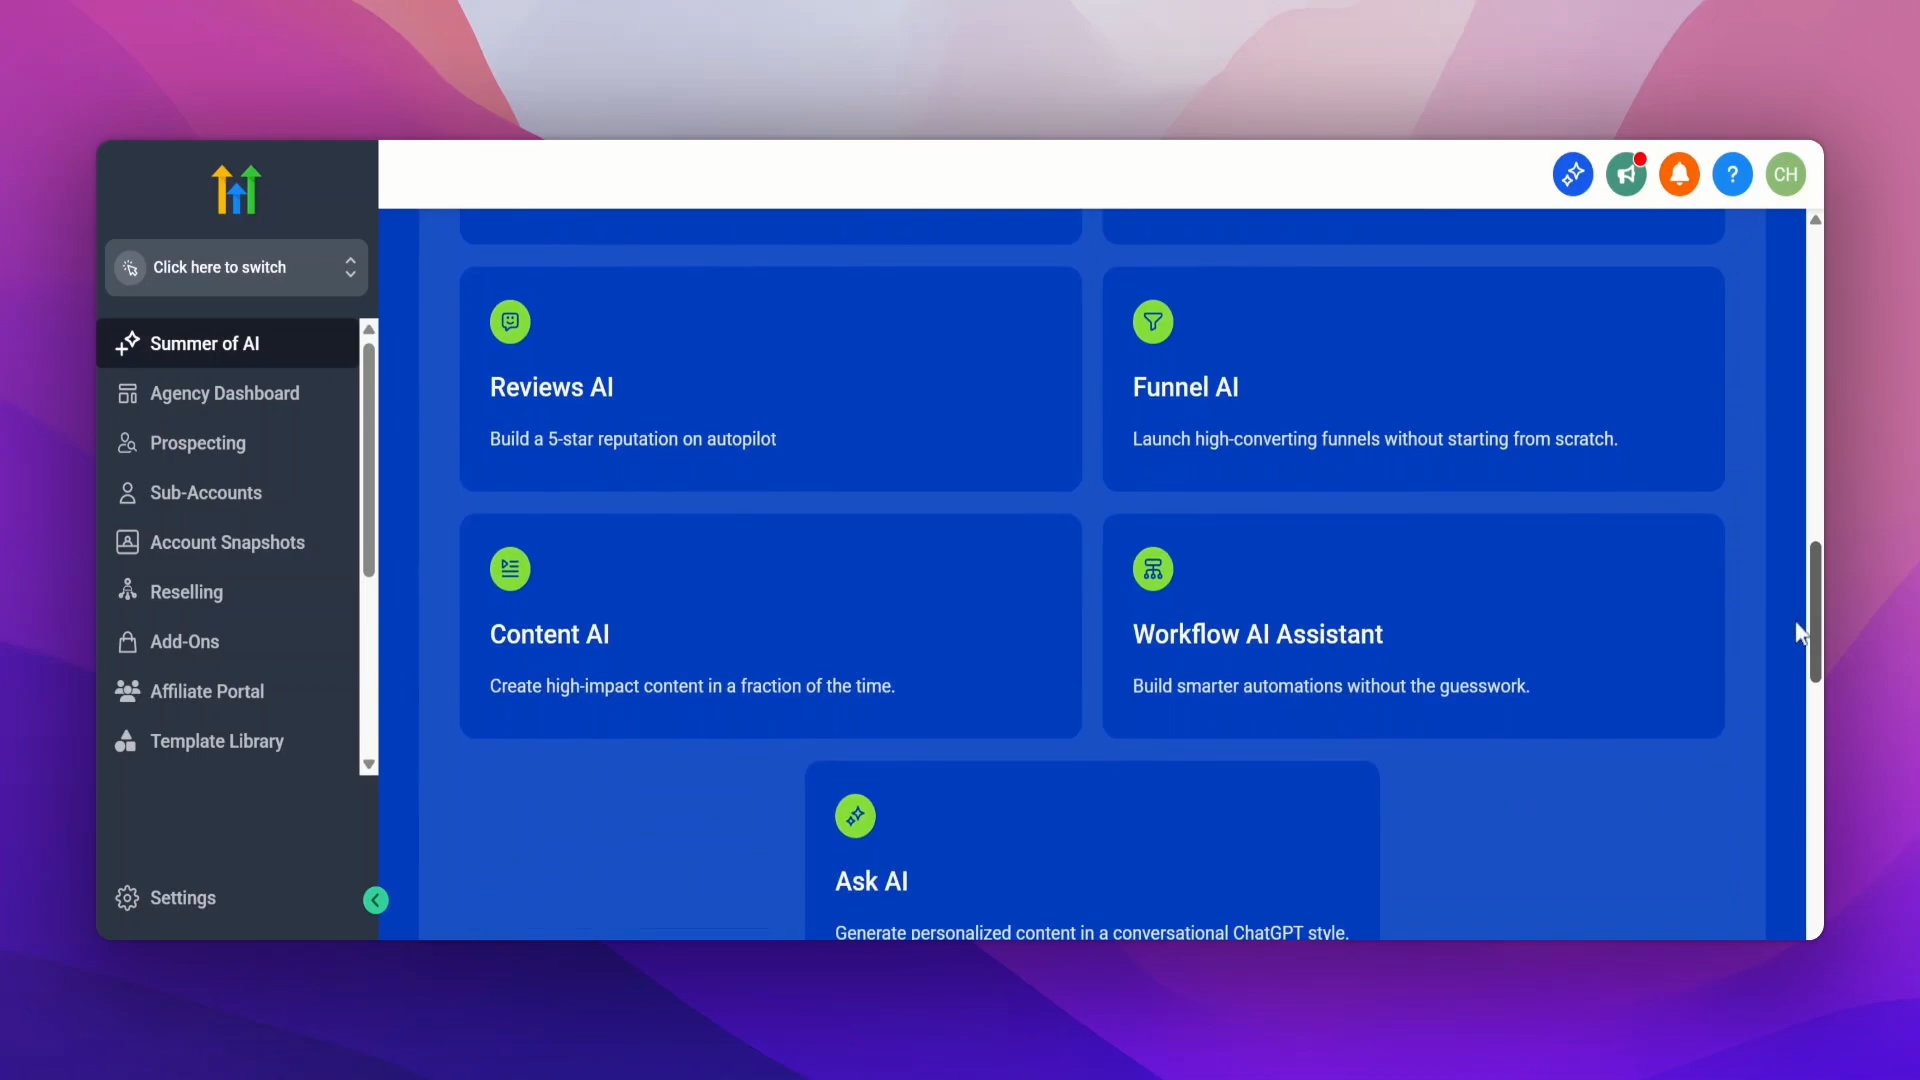 Click here to switch
Summer of AI
Agency Dashboard
Prospecting
Sub-Accounts
Account Snapshots
Reselling
Add-Ons
Affiliate Portal
Template Library
Settings
?
CH
Reviews AI
Build a 5-star reputation on autopilot
Funnel AI
Launch high-converting funnels without starting from scratch.
Content AI
Create high-impact content in a fraction of the time.
Workflow AI Assistant
Build smarter automations without the guesswork.
Ask AI
Generate personalized content in a conversational ChatGPT style.